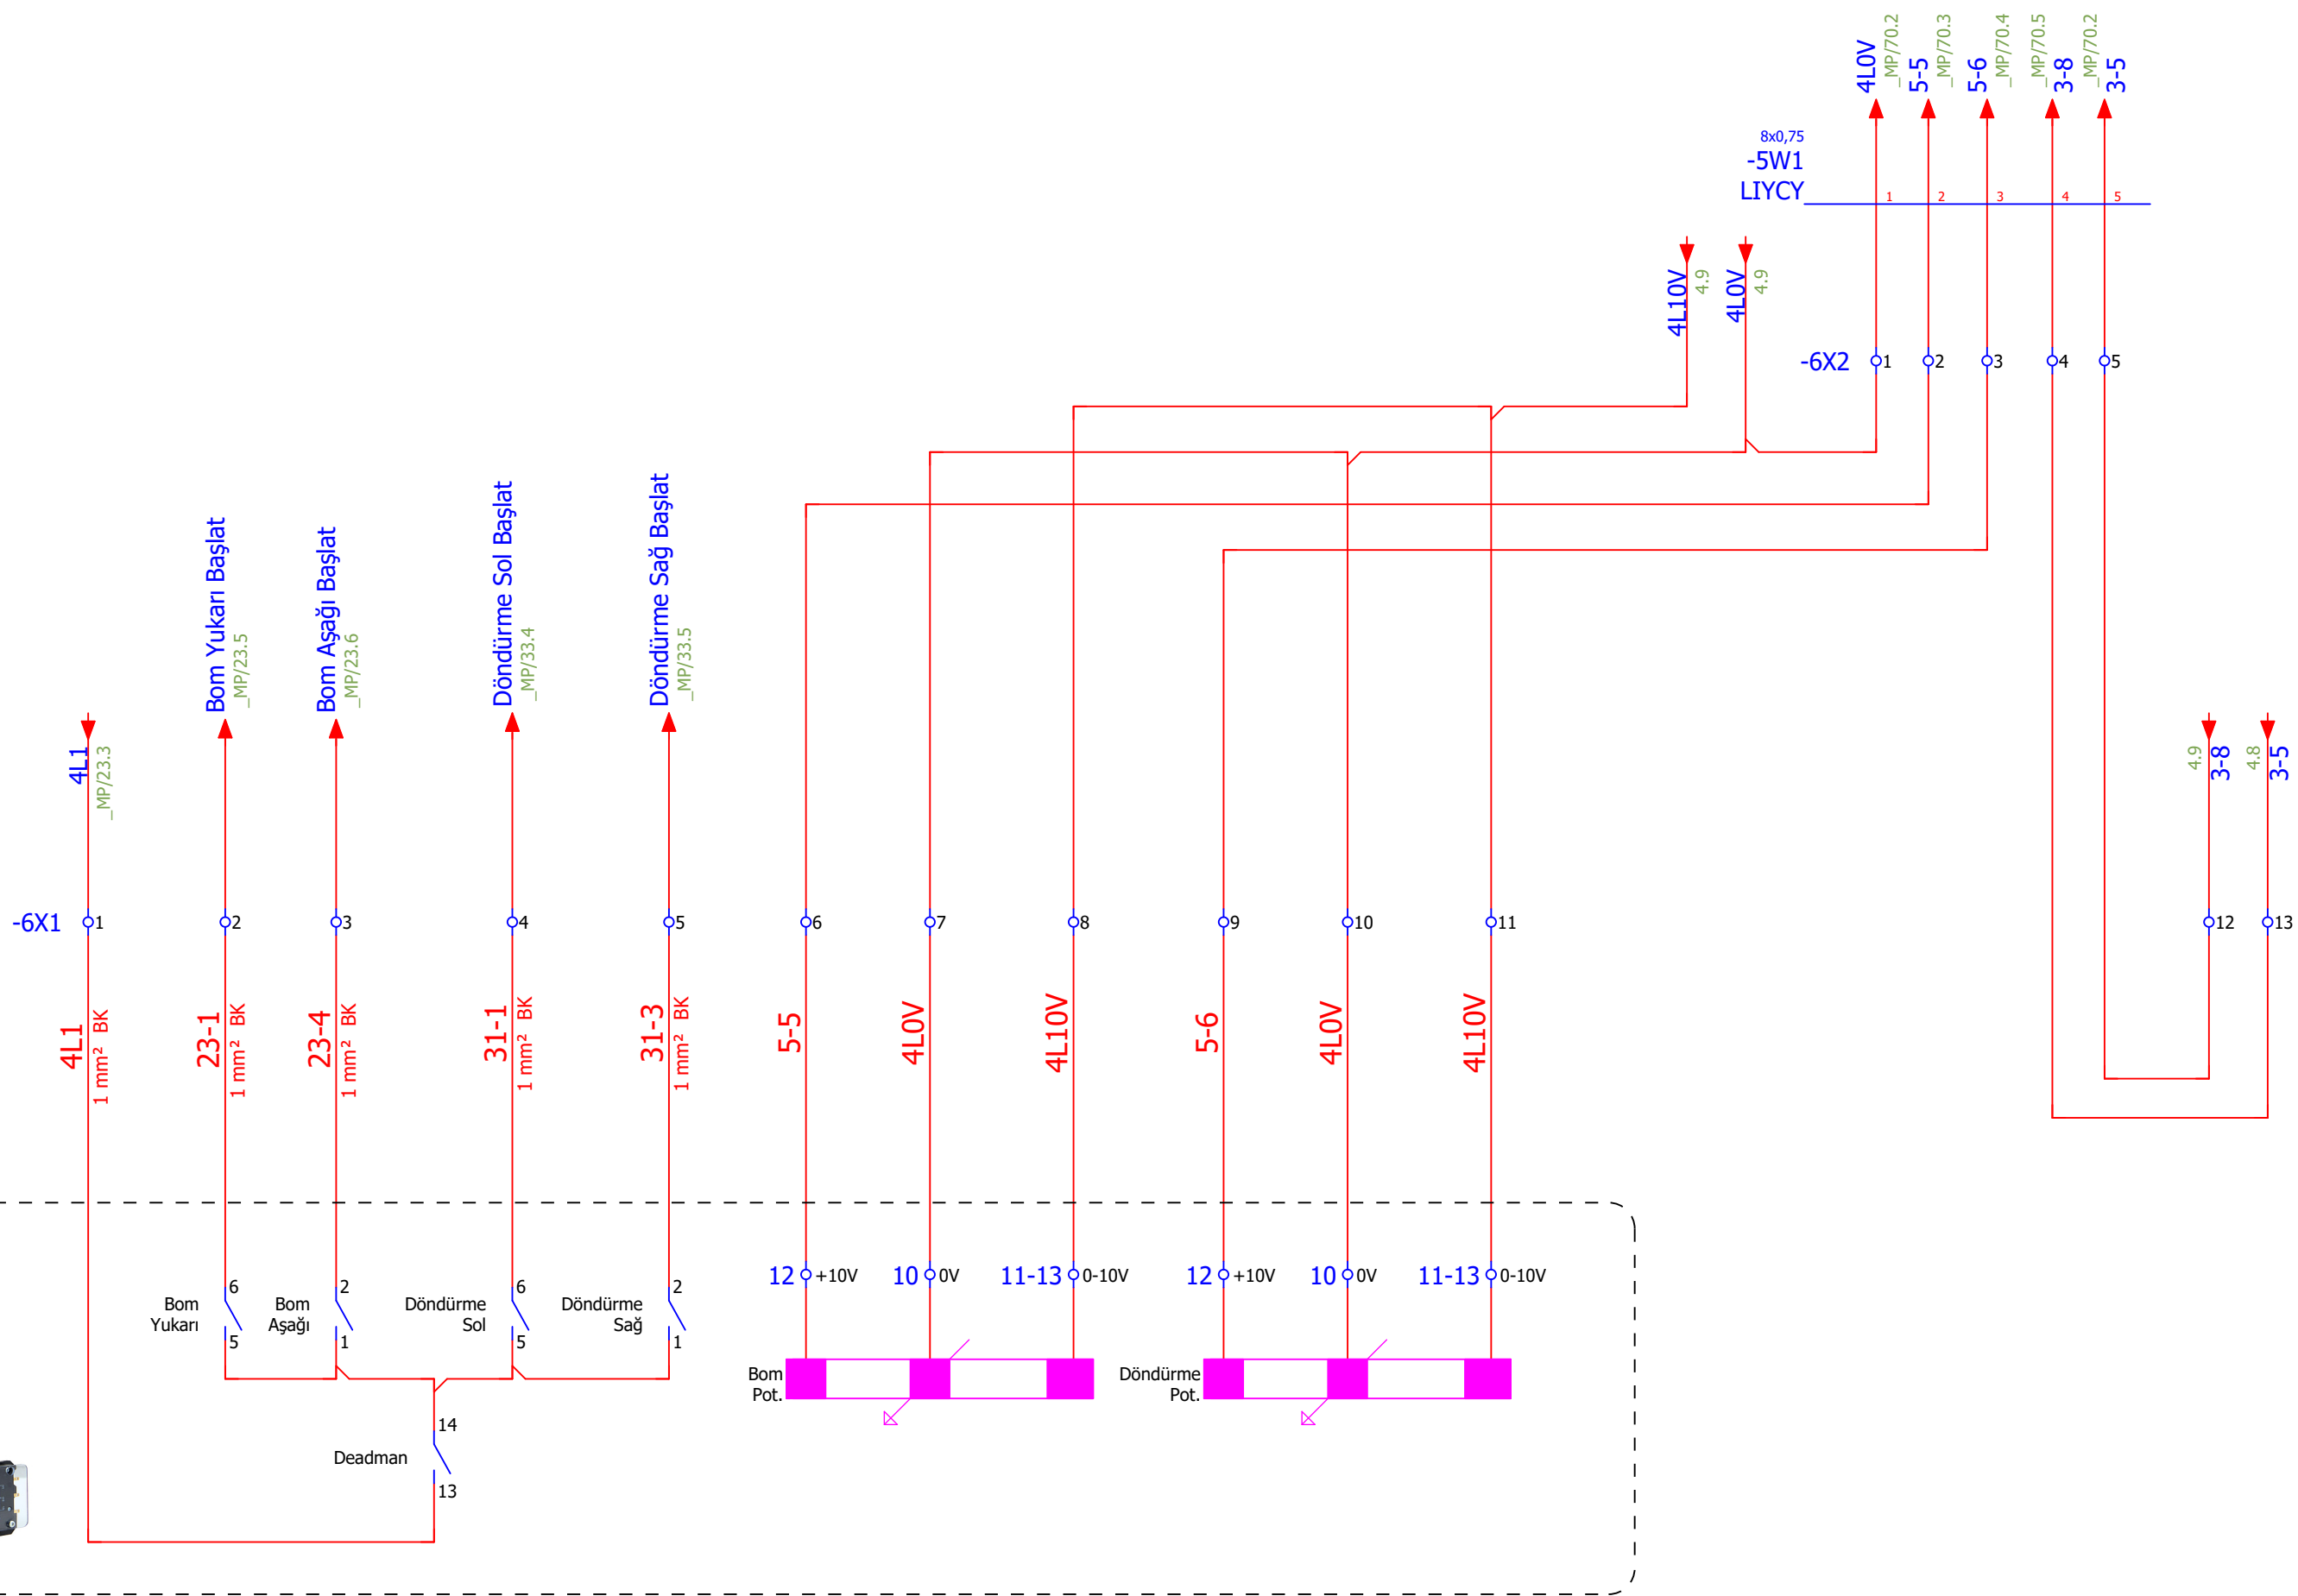 4L0V
_MP/70.2
5-5
_MP/70.3
5-6
_MP/70.4
_MP/70.5
3-8
_MP/70.2
3-5
8x0,75
-5W1
LIYCY
1
2
3
4
5
4L10V
4.9
4L0V
4.9
-6X2
1
2
3
4
5
Bom Yukarı Başlat
_MP/23.5
Bom Aşağı Başlat
_MP/23.6
Döndürme Sol Başlat
_MP/33.4
Döndürme Sağ Başlat
_MP/33.5
4L1
_MP/23.3
4.9
3-8
4.8
3-5
-6X1
1
2
3
4
5
6
7
8
9
10
11
12
13
4L1
1 mm² BK
23-1
1 mm² BK
23-4
1 mm² BK
31-1
1 mm² BK
31-3
1 mm² BK
5-5
4L0V
4L10V
5-6
4L0V
4L10V
12
+10V
10
0V
11-13
0-10V
12
+10V
10
0V
11-13
0-10V
6
Bom
Yukarı
5
2
Bom
Aşağı
1
6
Döndürme
Sol
5
2
Döndürme
Sağ
1
Bom
Pot.
Döndürme
Pot.
14
Deadman
13